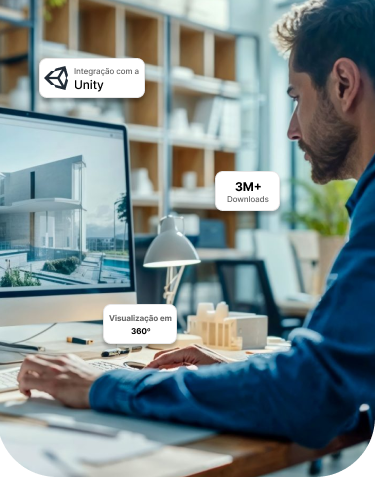 Integração com a
Unity
3M+
Downloads
Visualização em
360º